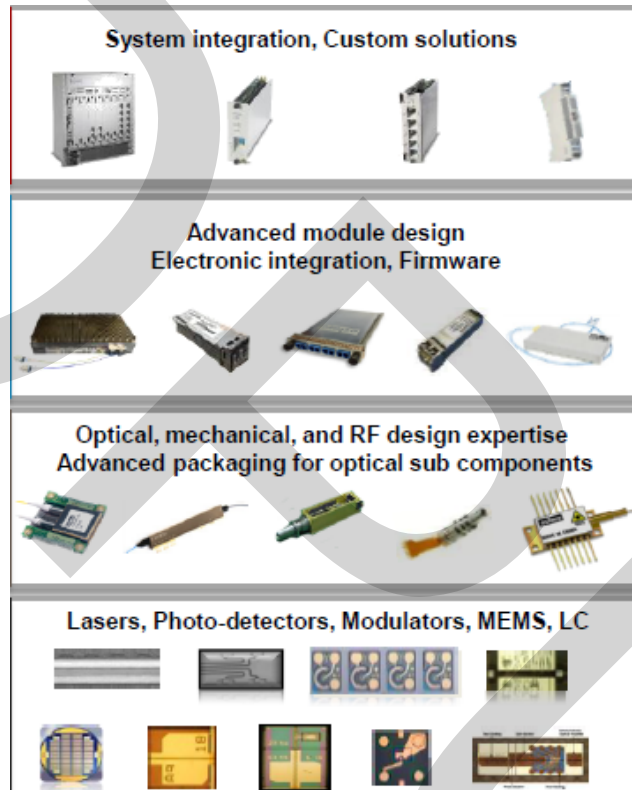 System integration, Custom solutions
Advanced module design
Electronic integration, Firmware
Optical, mechanical, and RF design expertise
Advanced packaging for optical sub components
Lasers, Photo-detectors, Modulators, MEMS, LC